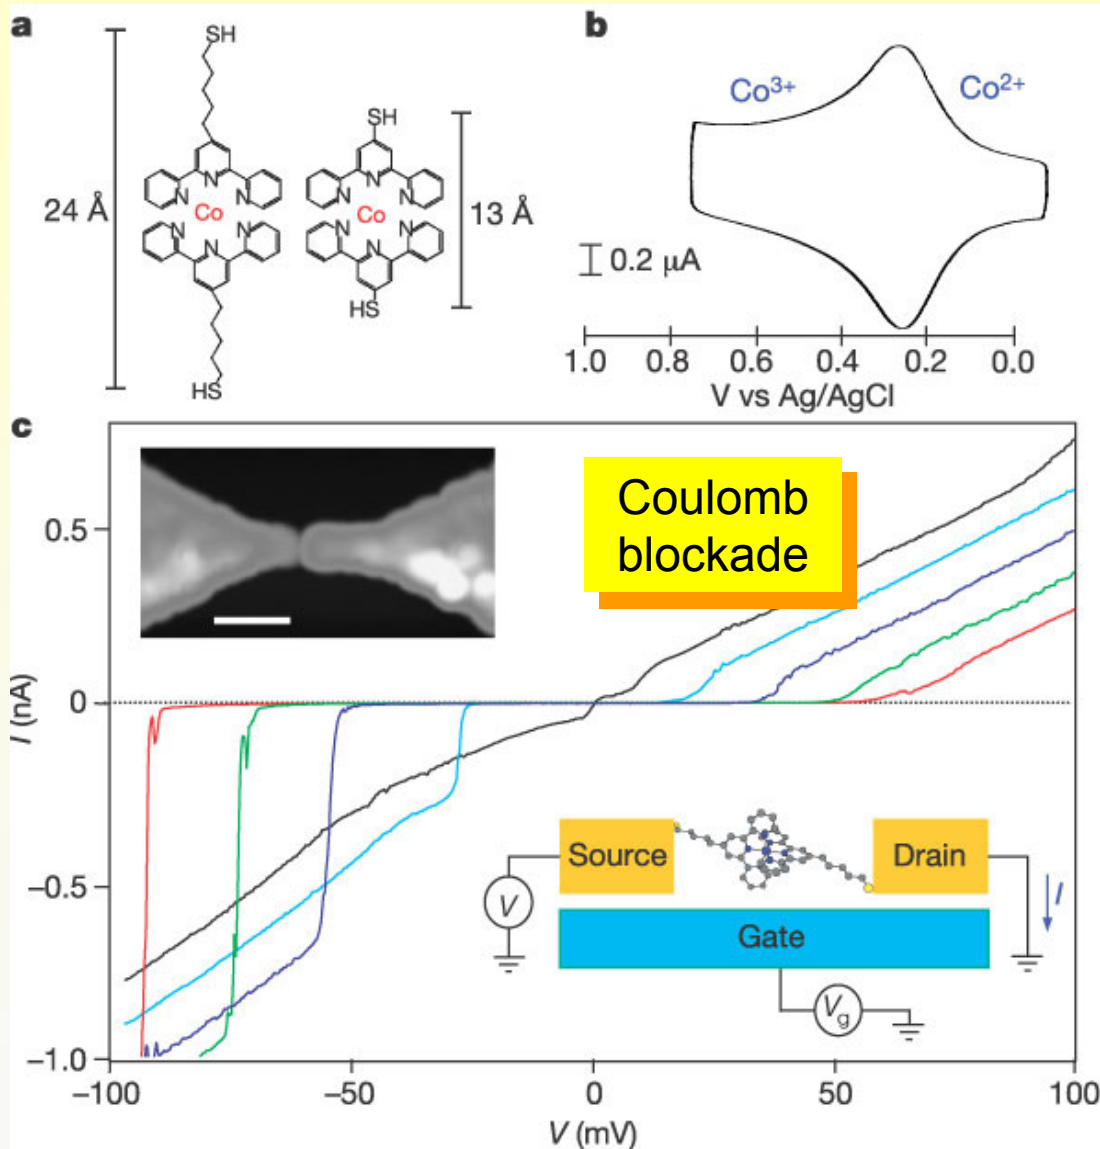 a
SH
N
N
N
Co
N
N
N
HS
24 Å
SH
N
N
N
Co
N
N
N
HS
13 Å
b
Co³⁺
Co²⁺
0.2 μA
1.0 0.8 0.6 0.4 0.2 0.0
V vs Ag/AgCl
c
Coulomb
blockade
0.5
0
−0.5
−1.0
I (nA)
Source
Drain
V
I
Gate
Vg
−100 −50 0 50 100
V (mV)